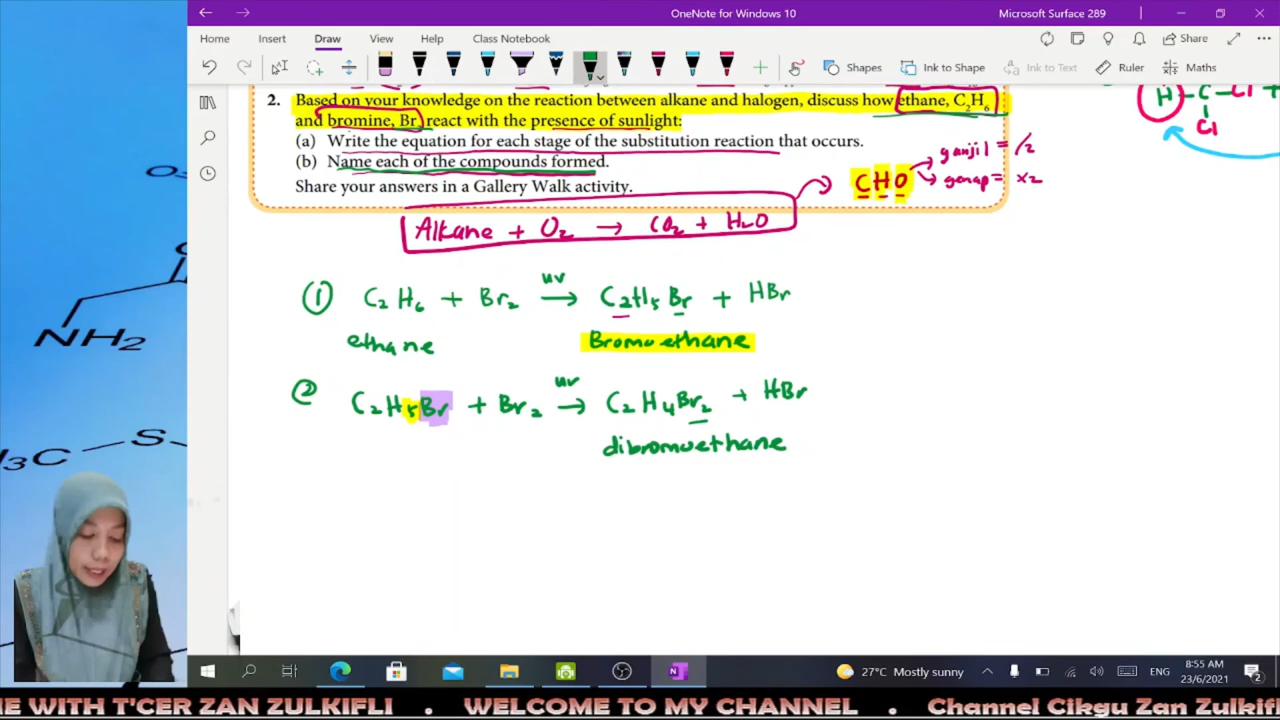 OneNote for Windows 10
Microsoft Surface 289
Home Insert Draw View Help Class Notebook
Share
Shapes Ink to Shape Ink to Text Ruler Maths
2. Based on your knowledge on the reaction between alkane and halogen, discuss how ethane, C2H6
and bromine, Br2 react with the presence of sunlight:
(a) Write the equation for each stage of the substitution reaction that occurs.
(b) Name each of the compounds formed.
Share your answers in a Gallery Walk activity.
CHO
ganjil = /2
genap = x2
H - C - Cl +
Cl
Alkane + O2 → CO2 + H2O
① C2H6 + Br2 uv → C2H5Br + HBr
ethane Bromoethane
② C2H5Br + Br2 uv → C2H4Br2 + HBr
dibromoethane
NH2
3C S
27°C Mostly sunny
ENG
8:55 AM
23/6/2021
2
E WITH T'CER ZAN ZULKIFLI . WELCOME TO MY CHANNEL . Channel Cikgu Zan Zulkifl